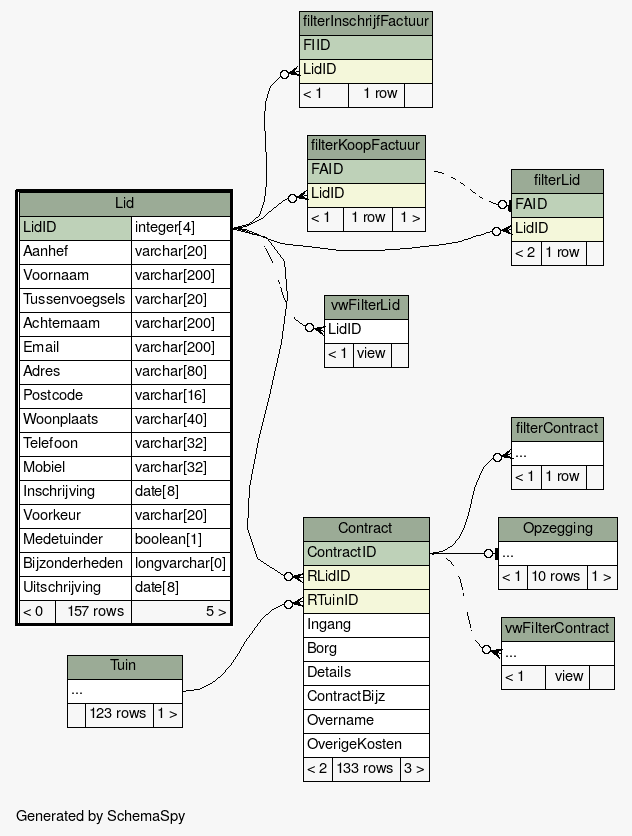 filterInschrijfFactuur
FIID
LidID
< 1 1 row
filterKoopFactuur
FAID
LidID
< 1 1 row 1 >
filterLid
FAID
LidID
< 2 1 row
Lid
LidID integer[4]
Aanhef varchar[20]
Voornaam varchar[200]
Tussenvoegsels varchar[20]
Achternaam varchar[200]
Email varchar[200]
Adres varchar[80]
Postcode varchar[16]
Woonplaats varchar[40]
Telefoon varchar[32]
Mobiel varchar[32]
Inschrijving date[8]
Voorkeur varchar[20]
Medetuinder boolean[1]
Bijzonderheden longvarchar[0]
Uitschrijving date[8]
< 0 157 rows 5 >
vwFilterLid
LidID
< 1 view
filterContract
...
< 1 1 row
Contract
ContractID
RLidID
RTuinID
Ingang
Borg
Details
ContractBijz
Overname
OverigeKosten
< 2 133 rows 3 >
Opzegging
...
< 1 10 rows 1 >
vwFilterContract
...
< 1 view
Tuin
...
123 rows 1 >
Generated by SchemaSpy